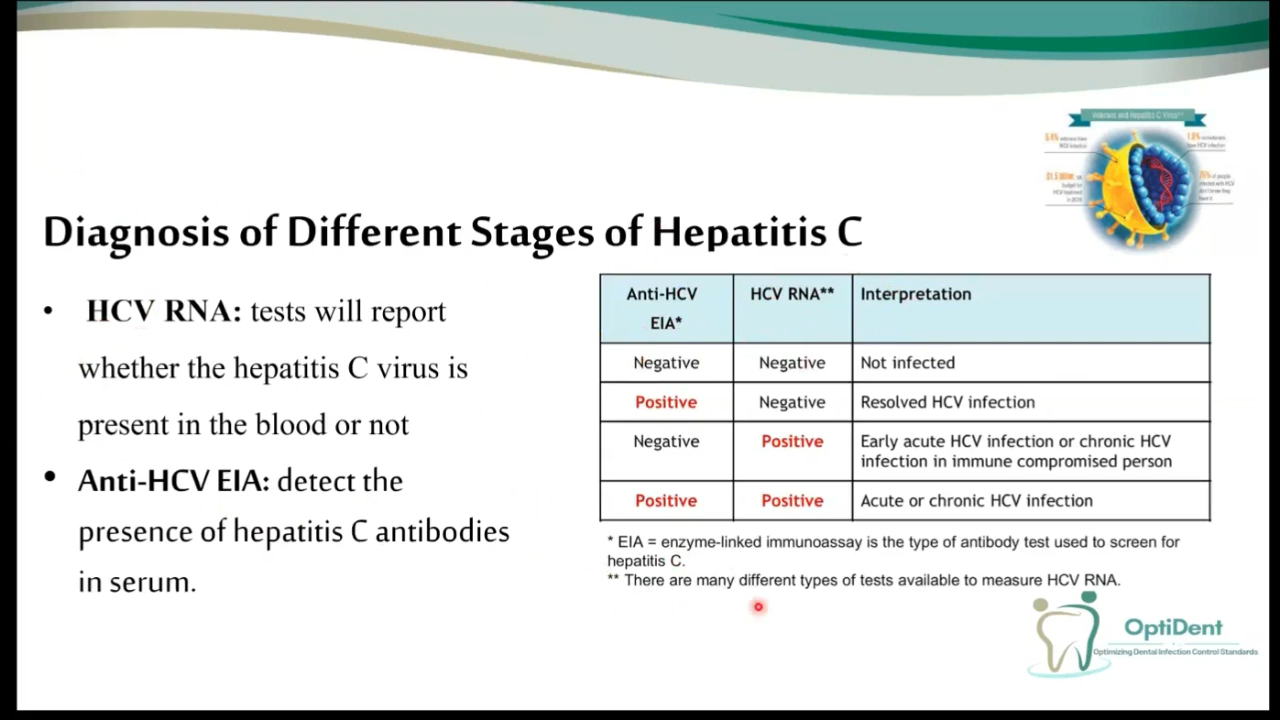 Veterans and Hepatitis C Virus
Diagnosis of Different Stages of Hepatitis C
• HCV RNA: tests will report
whether the hepatitis C virus is
present in the blood or not
• Anti-HCV EIA: detect the
presence of hepatitis C antibodies
in serum.
Anti-HCV EIA* HCV RNA** Interpretation
Negative Negative Not infected
Positive Negative Resolved HCV infection
Negative Positive Early acute HCV infection or chronic HCV
infection in immune compromised person
Positive Positive Acute or chronic HCV infection
* EIA = enzyme-linked immunoassay is the type of antibody test used to screen for
hepatitis C.
** There are many different types of tests available to measure HCV RNA.
OptiDent
Optimizing Dental Infection Control Standards